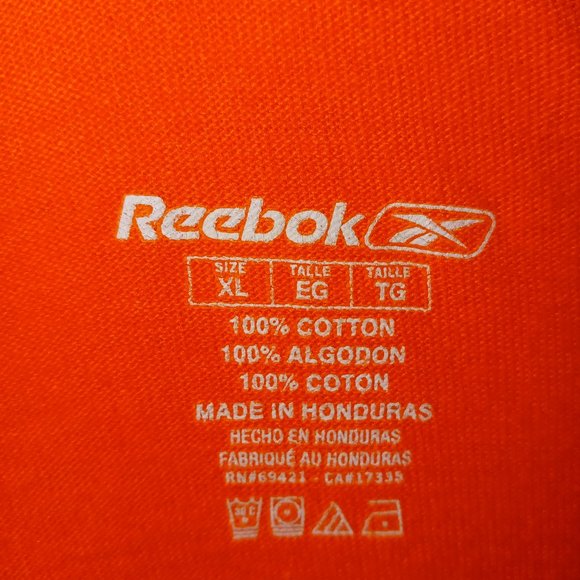 Reebok
SIZE TALLE TAILLE
XL EG TG
100% COTTON
100% ALGODON
100% COTON
MADE IN HONDURAS
HECHO EN HONDURAS
FABRIQUÉ AU HONDURAS
RN#69421 - CA#17335
30 C